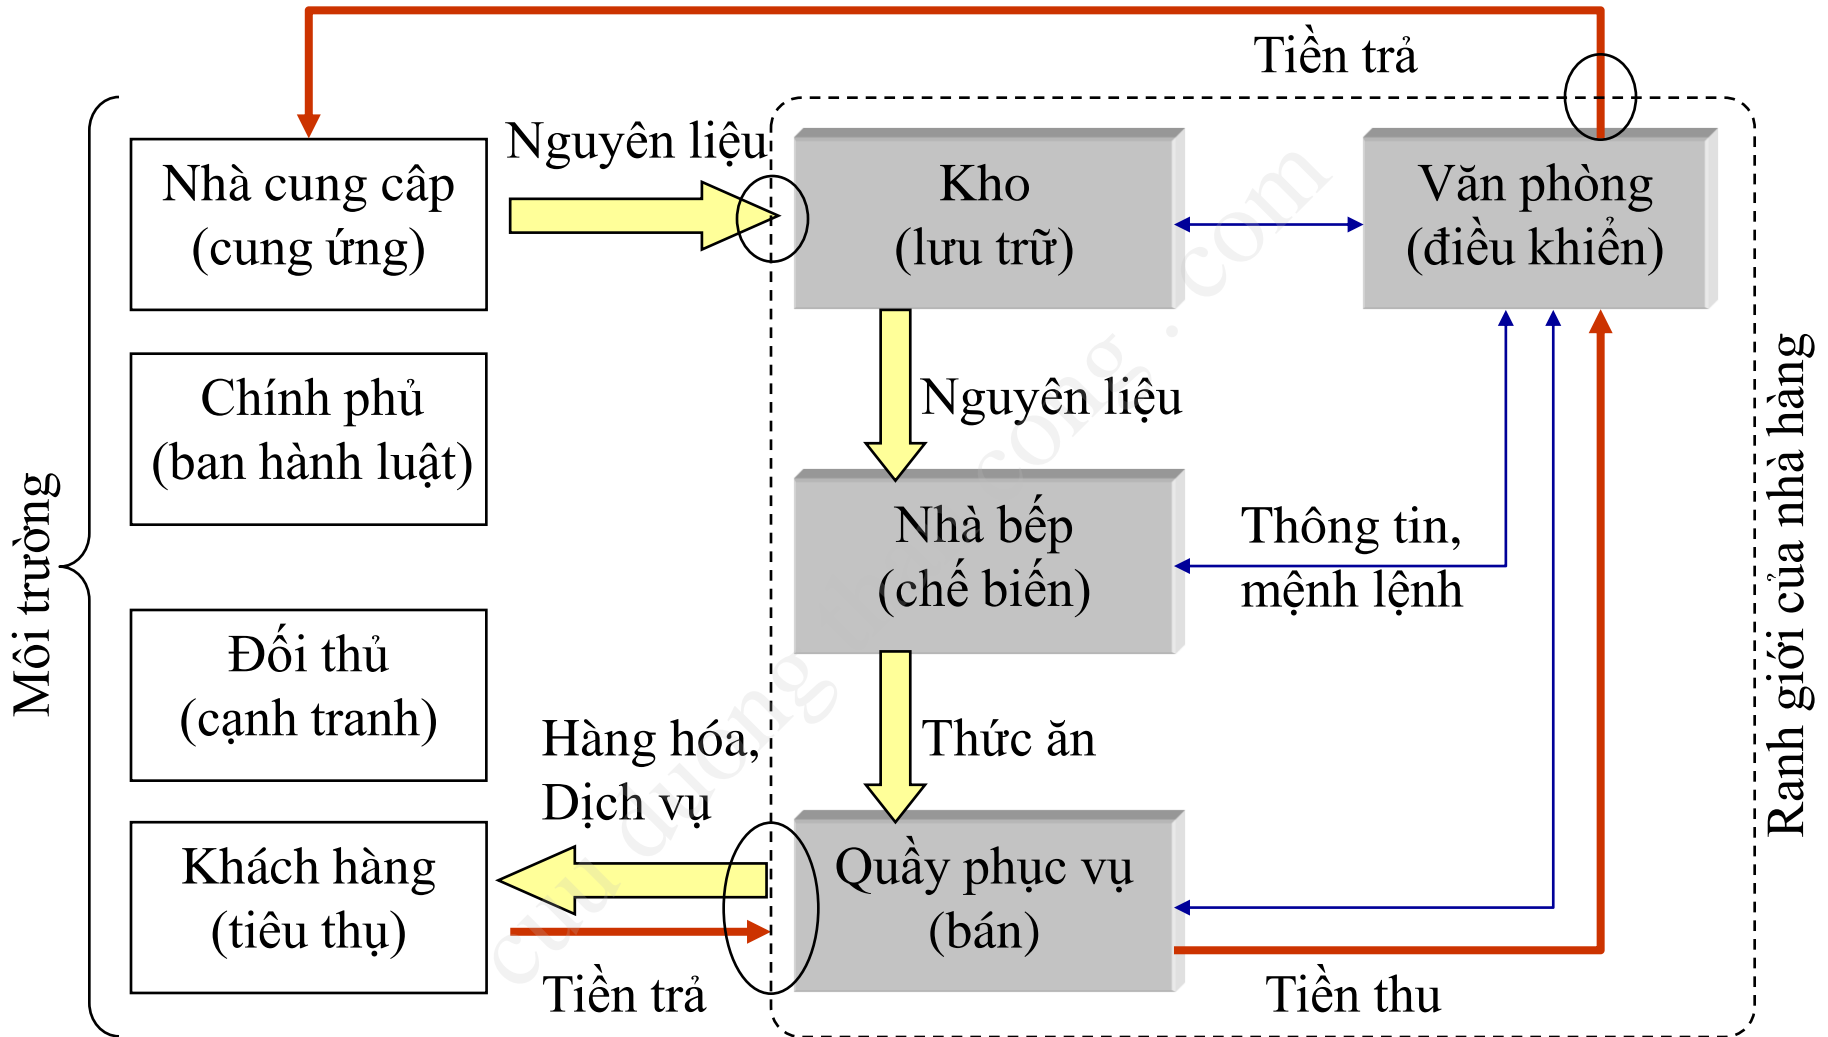 Tiền trả
Nguyên liệu
Nhà cung câp
(cung ứng)
Kho
(lưu trữ)
Văn phòng
(điều khiển)
Chính phủ
(ban hành luật)
Nguyên liệu
Môi trường
Nhà bếp
(chế biến)
Thông tin,
mệnh lệnh
Ranh giới của nhà hàng
Đối thủ
(cạnh tranh)
Hàng hóa,
Dịch vụ
Thức ăn
Khách hàng
(tiêu thụ)
Quầy phục vụ
(bán)
Tiền trả
Tiền thu